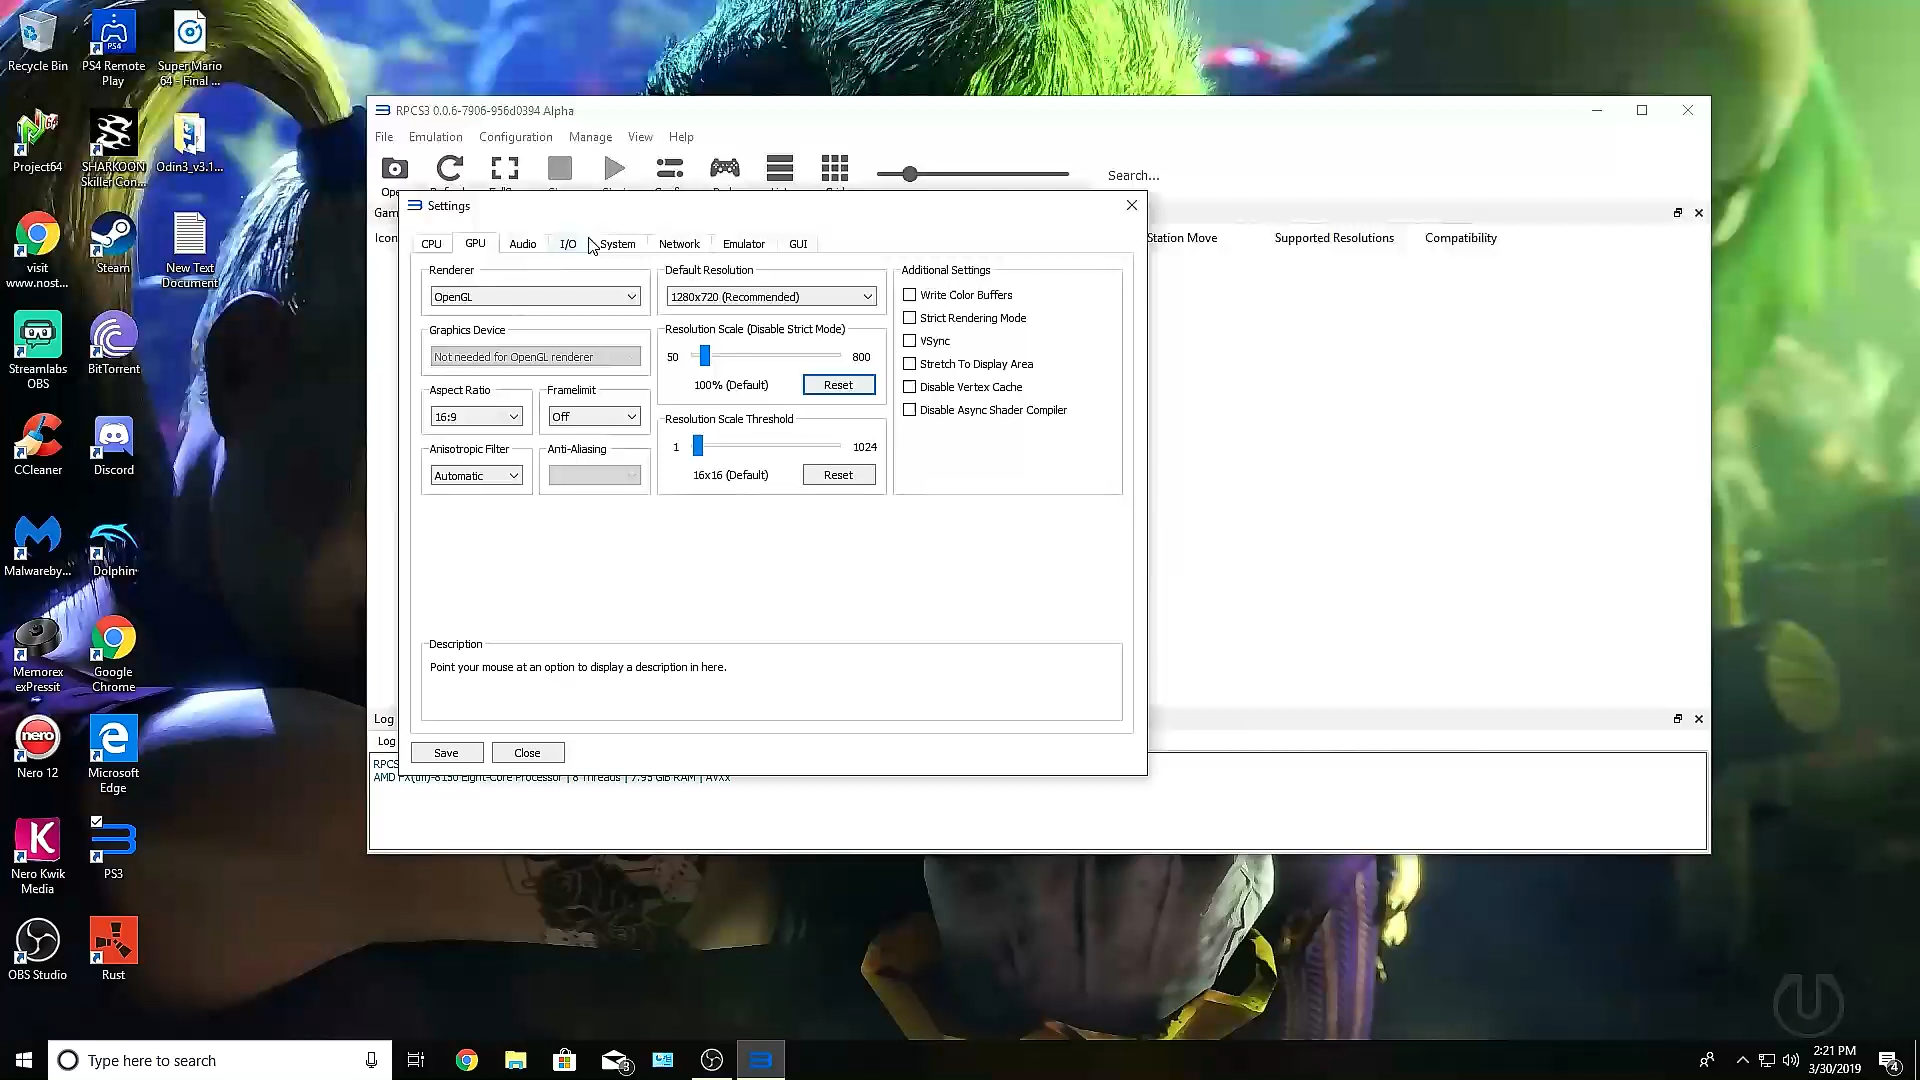 Recycle Bin
PS4 Remote Play
Super Mario 64 - Final ...
Project64
SHARKOON Skiller Con...
Odin3_v3.1...
visit www.nost...
Steam
New Text Document
Streamlabs OBS
BitTorrent
CCleaner
Discord
Malwareby...
Dolphin
Memorex exPressit
Google Chrome
Nero 12
Microsoft Edge
Nero Kwik Media
PS3
OBS Studio
Rust
RPCS3 0.0.6-7906-956d0394 Alpha
File Emulation Configuration Manage View Help
Search...
Settings
CPU GPU Audio I/O System Network Emulator GUI
Station Move Supported Resolutions Compatibility
Renderer
OpenGL
Graphics Device
Not needed for OpenGL renderer
Aspect Ratio
16:9
Framelimit
Off
Anisotropic Filter
Automatic
Anti-Aliasing
Default Resolution
1280x720 (Recommended)
Resolution Scale (Disable Strict Mode)
50 800
100% (Default) Reset
Resolution Scale Threshold
1 1024
16x16 (Default) Reset
Additional Settings
Write Color Buffers
Strict Rendering Mode
VSync
Stretch To Display Area
Disable Vertex Cache
Disable Async Shader Compiler
Description
Point your mouse at an option to display a description in here.
Save Close
Log
Log
Type here to search
2:21 PM
3/30/2019